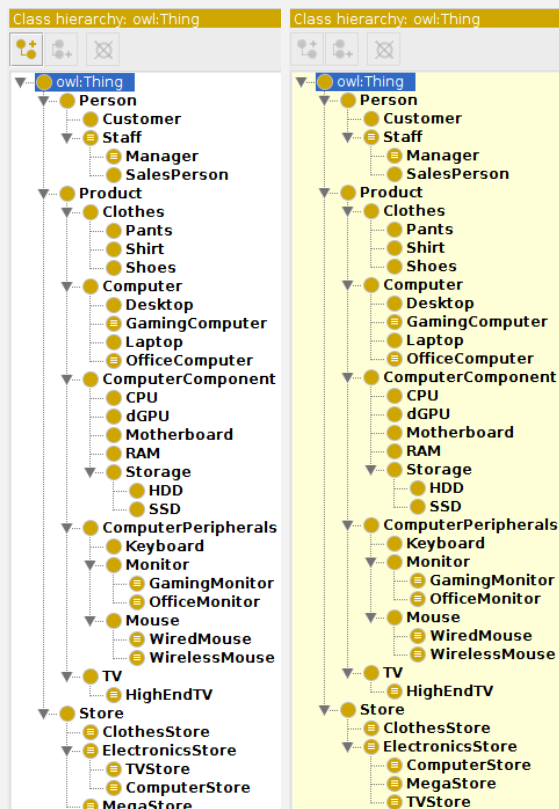 Class hierarchy: owl:Thing
owl:Thing
Person
Customer
Staff
Manager
SalesPerson
Product
Clothes
Pants
Shirt
Shoes
Computer
Desktop
GamingComputer
Laptop
OfficeComputer
ComputerComponent
CPU
dGPU
Motherboard
RAM
Storage
HDD
SSD
ComputerPeripherals
Keyboard
Monitor
GamingMonitor
OfficeMonitor
Mouse
WiredMouse
WirelessMouse
TV
HighEndTV
Store
ClothesStore
ElectronicsStore
TVStore
ComputerStore
MegaStore
Class hierarchy: owl:Thing
owl:Thing
Person
Customer
Staff
Manager
SalesPerson
Product
Clothes
Pants
Shirt
Shoes
Computer
Desktop
GamingComputer
Laptop
OfficeComputer
ComputerComponent
CPU
dGPU
Motherboard
RAM
Storage
HDD
SSD
ComputerPeripherals
Keyboard
Monitor
GamingMonitor
OfficeMonitor
Mouse
WiredMouse
WirelessMouse
TV
HighEndTV
Store
ClothesStore
ElectronicsStore
ComputerStore
MegaStore
TVStore